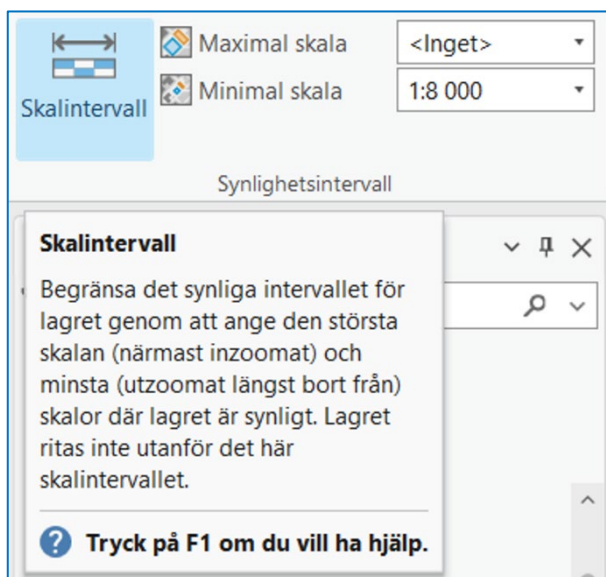 Maximal skala <Inget>
Minimal skala 1:8 000
Skalintervall
Synlighetsintervall
Skalintervall
Begränsa det synliga intervallet för
lagret genom att ange den största
skalan (närmast inzoomat) och
minsta (utzoomat längst bort från)
skalor där lagret är synligt. Lagret
ritas inte utanför det här
skalintervallet.
Tryck på F1 om du vill ha hjälp.